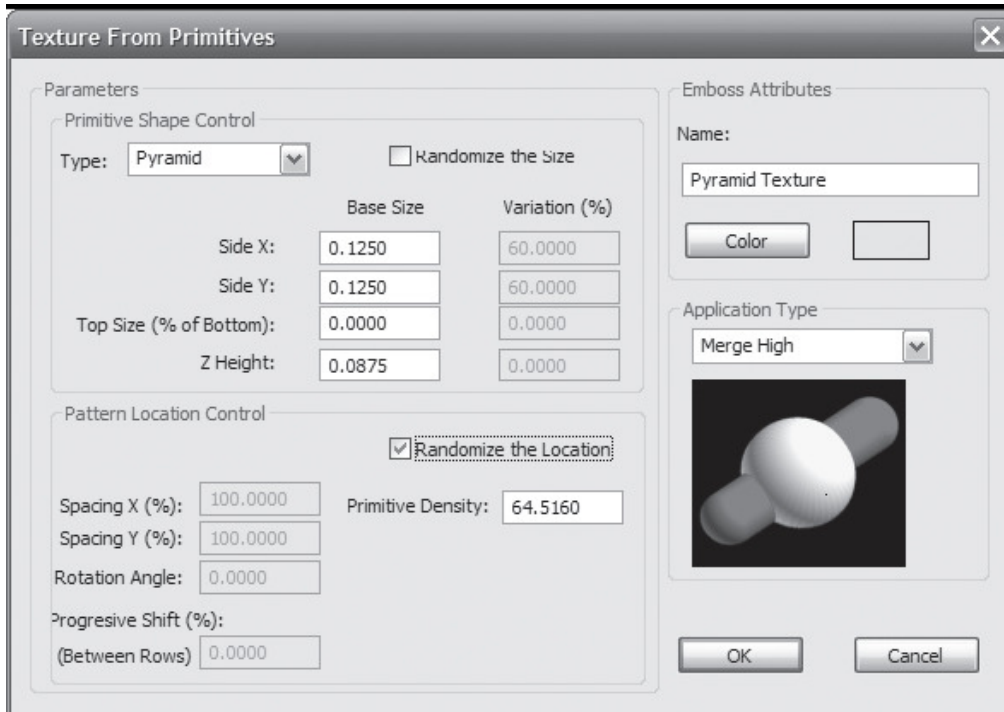 Texture From Primitives
Parameters
Primitive Shape Control
Type: Pyramid
Randomize the Size
Base Size Variation (%)
Side X: 0.1250 60.0000
Side Y: 0.1250 60.0000
Top Size (% of Bottom): 0.0000 0.0000
Z Height: 0.0875 0.0000
Pattern Location Control
Randomize the Location
Spacing X (%): 100.0000
Primitive Density: 64.5160
Spacing Y (%): 100.0000
Rotation Angle: 0.0000
Progresive Shift (%):
(Between Rows) 0.0000
Emboss Attributes
Name:
Pyramid Texture
Color
Application Type
Merge High
OK
Cancel